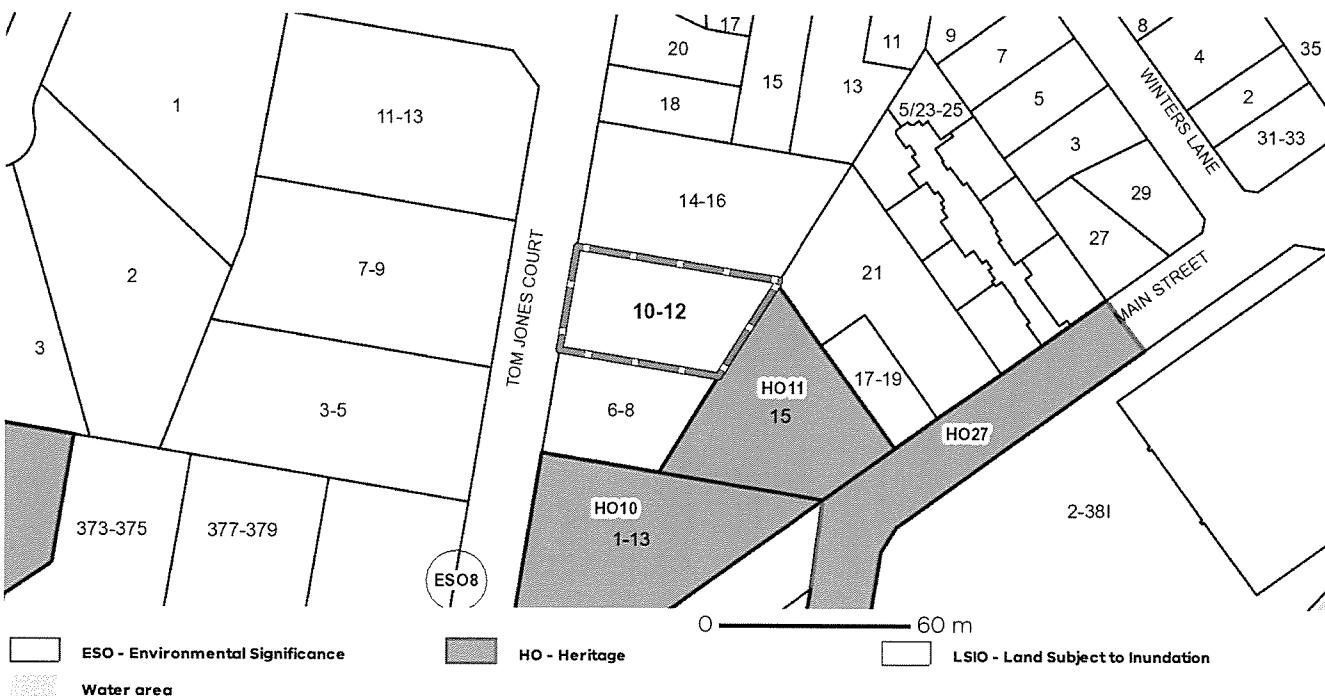 17
11
9
8
35
20
7
4
1
15
13
WINTERS LANE
5
2
18
5/23-25
11-13
3
31-33
14-16
29
27
TOM JONES COURT
7-9
21
2
MAIN STREET
10-12
3
HO11
17-19
15
3-5
6-8
HO27
HO10
1-13
2-38I
373-375
377-379
ESO8
0 60 m
ESO - Environmental Significance
HO - Heritage
LSIO - Land Subject to Inundation
Water area